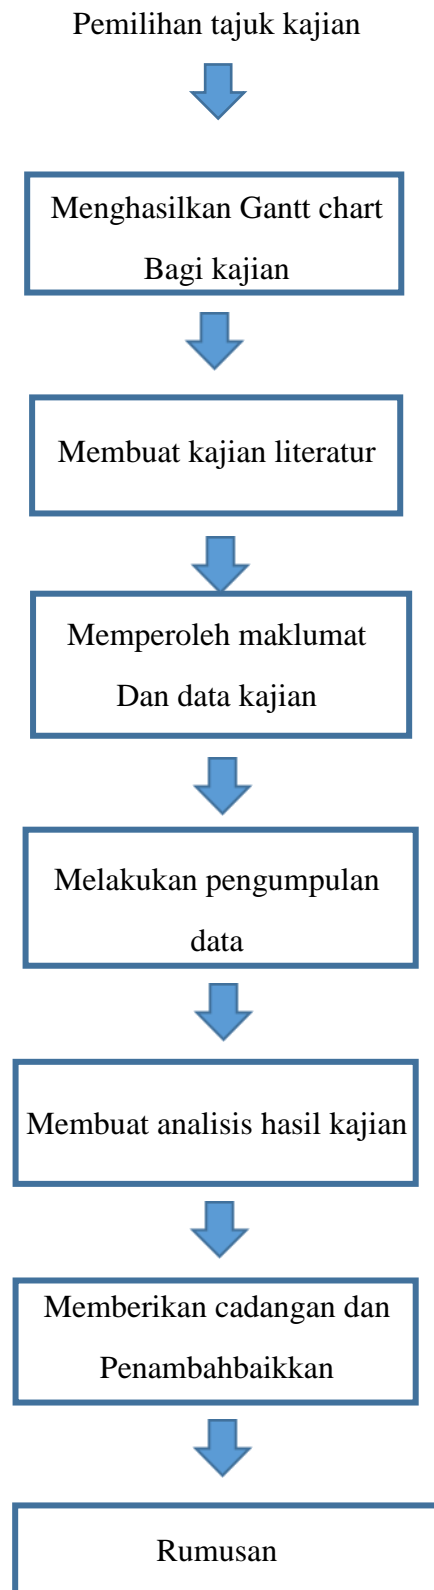 Pemilihan tajuk kajian
Menghasilkan Gantt chart
Bagi kajian
Membuat kajian literatur
Memperoleh maklumat
Dan data kajian
Melakukan pengumpulan
data
Membuat analisis hasil kajian
Memberikan cadangan dan
Penambahbaikkan
Rumusan